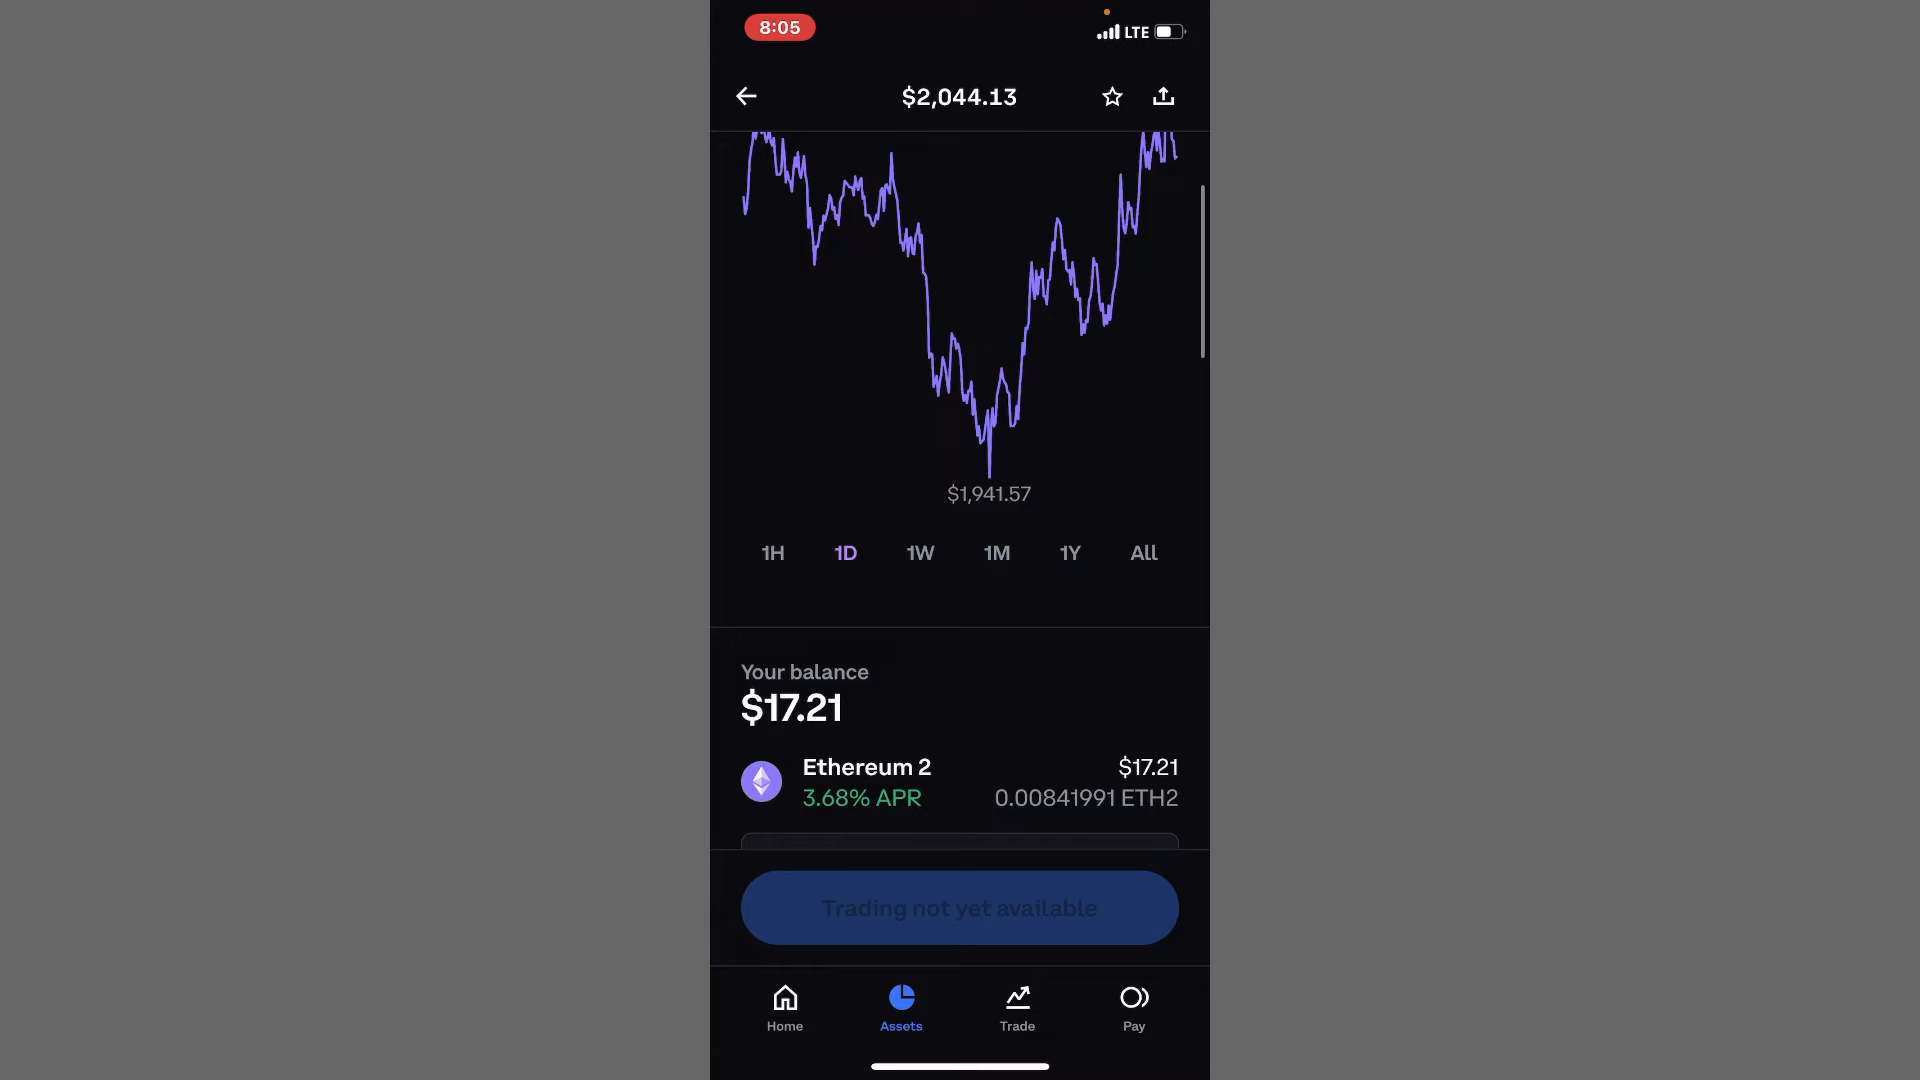 8:05
LTE
$2,044.13
$1,941.57
1H 1D 1W 1M 1Y All
Your balance
$17.21
Ethereum 2 $17.21
3.68% APR 0.00841991 ETH2
Trading not yet available
Home Assets Trade Pay